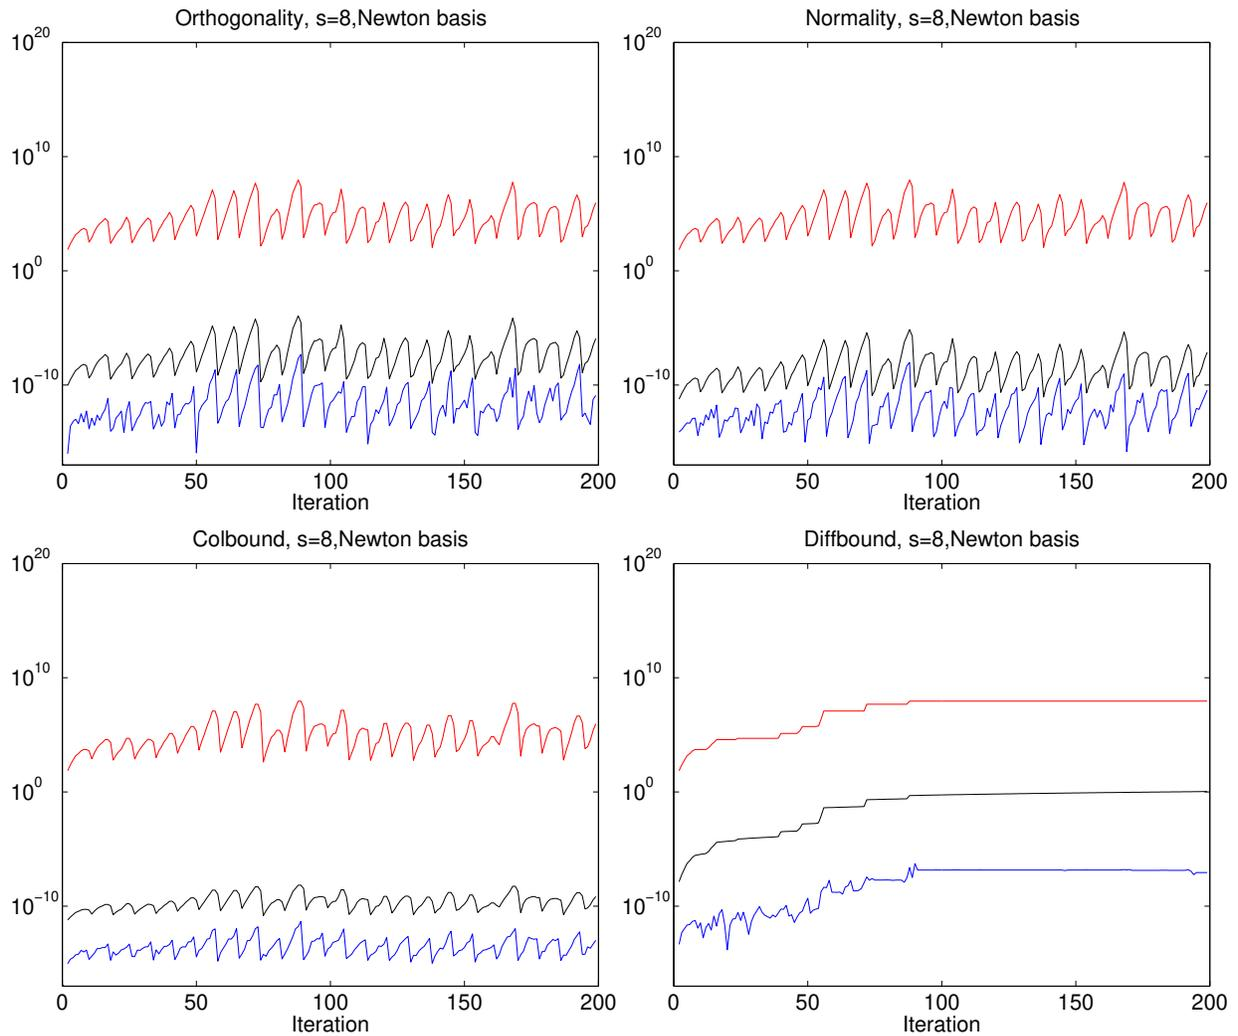 Orthogonality, s=8,Newton basis
10^20
10^10
10^0
10^-10
0 50 100 150 200
Iteration
Normality, s=8,Newton basis
10^20
10^10
10^0
10^-10
0 50 100 150 200
Iteration
Colbound, s=8,Newton basis
10^20
10^10
10^0
10^-10
0 50 100 150 200
Iteration
Diffbound, s=8,Newton basis
10^20
10^10
10^0
10^-10
0 50 100 150 200
Iteration